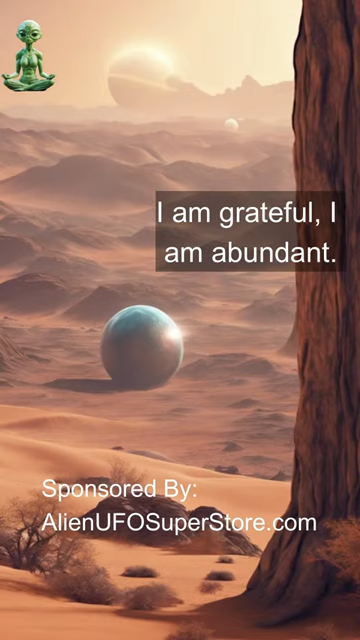 I am grateful, I
am abundant.
Sponsored By:
AlienUFOSuperStore.com